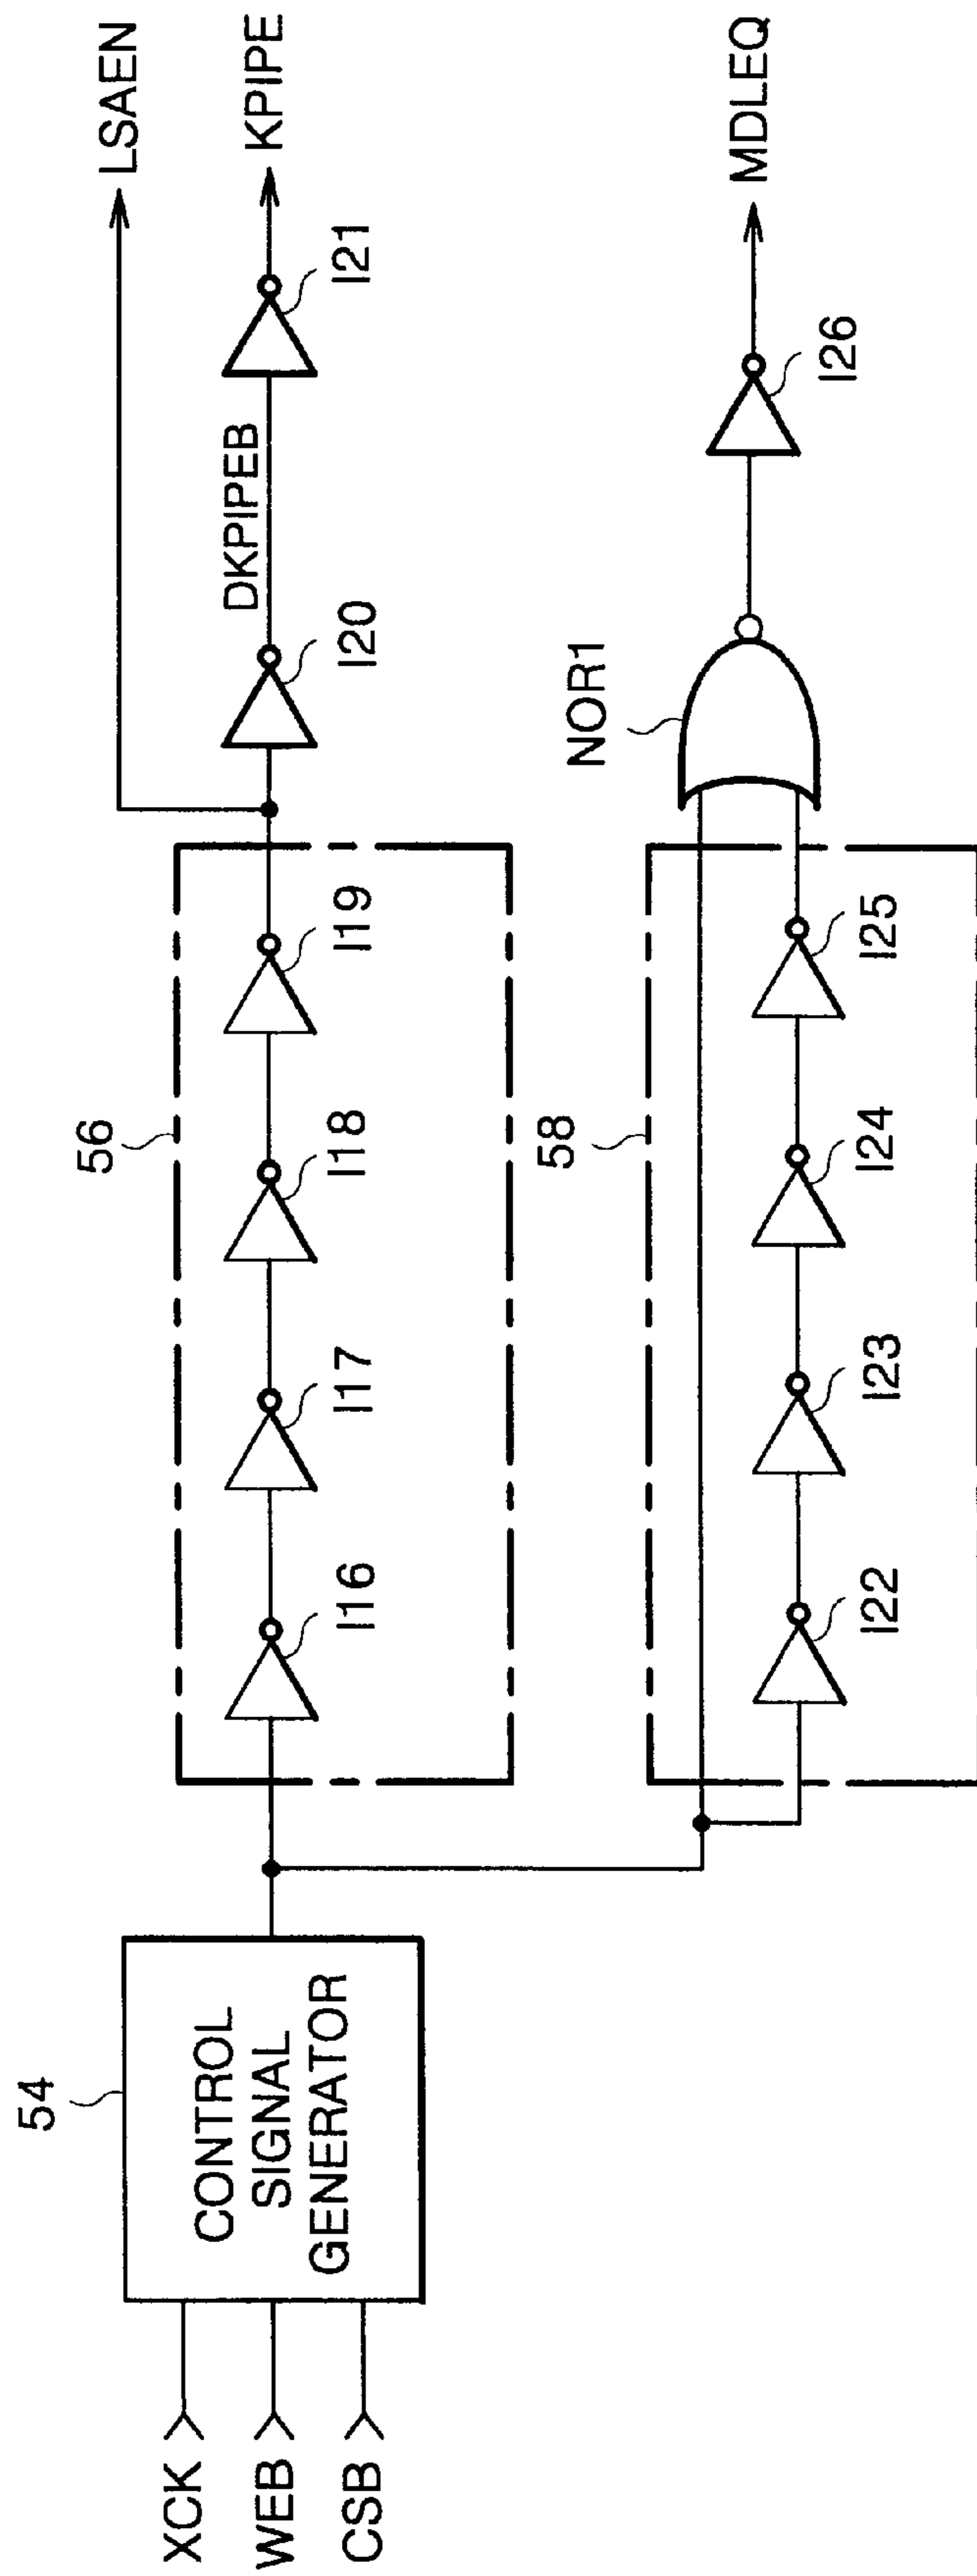 54
XCK
WEB
CSB
CONTROL
SIGNAL
GENERATOR
56
I16
I17
I18
I19
LSAEN
I20
DKPIPEB
I21
KPIPE
58
I22
I23
I24
I25
NOR1
I26
MDLEQ